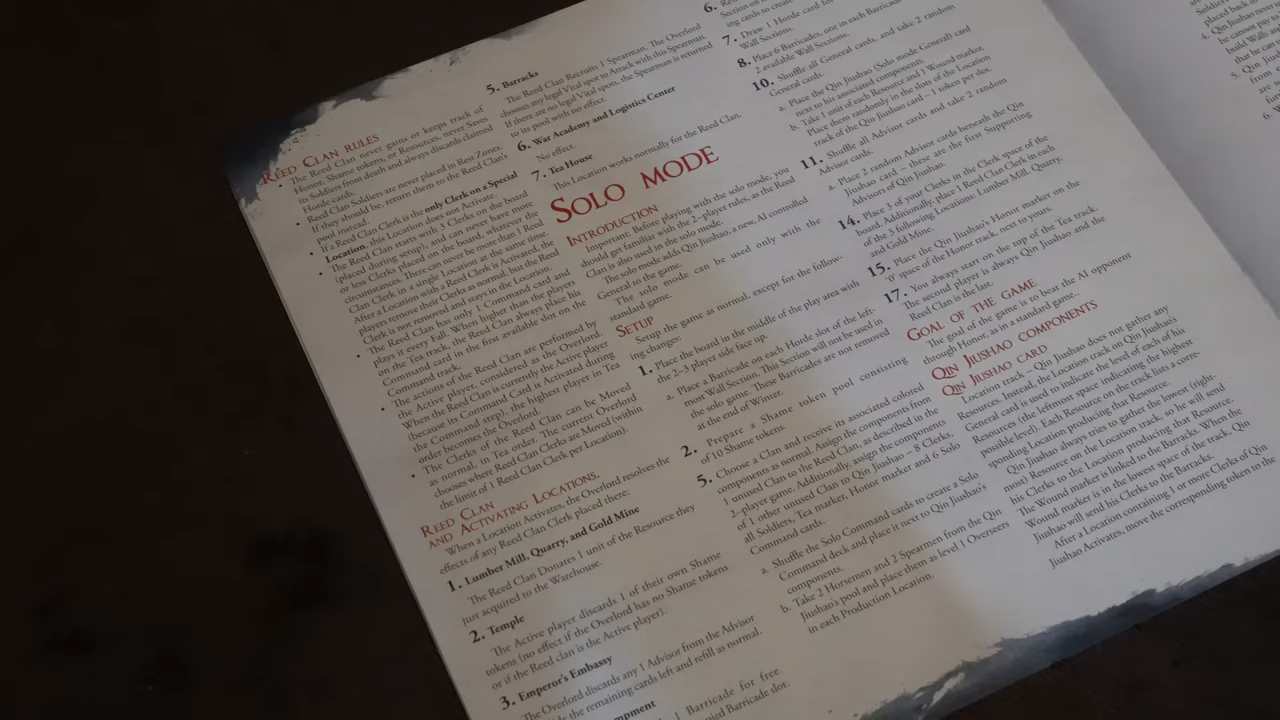 REED CLAN RULES
• The Reed Clan never gains or keeps track of
Honor, Shame tokens, or Resources, never Saves
its Soldiers from death and always discards claimed
Horde cards.
• Reed Clan Soldiers are never placed in Rest Zones.
If they should be, return them to the Reed Clan's
pool instead.
• If a Reed Clan Clerk is the only Clerk on a Special
Location, this Location does not Activate.
• The Reed Clan starts with 3 Clerks on the board
(placed during setup), and can never have more
or less Clerks placed on the board, whatever the
circumstances. There can never be more than 1 Reed
Clan Clerk on a single Location at the same time.
After a Location with a Reed Clerk is Activated, the
players remove their Clerks as normal, but the Reed
Clerk is not removed and stays in the Location.
• The Reed Clan has only 1 Command card and
plays it every Fall. When higher than the players
on the Tea track, the Reed Clan always place his
Command card in the first available slot on the
Command track.
• The actions of the Reed Clan are performed by
the Active player, considered as the Overlord.
When the Reed Clan is currently the Active player
(because its Command Card is Activated during
the Command step), the highest player in Tea
order becomes the Overlord.
• The Clerks of the Reed Clan can be Moved
as normal, in Tea order. The current Overlord
chooses where Reed Clan Clerks are Moved (within
the limit of 1 Reed Clan Clerk per Location).
REED CLAN
AND ACTIVATING LOCATIONS.
When a Location Activates, the Overlord resolves the
effects of any Reed Clan Clerk placed there:
1. Lumber Mill, Quarry, and Gold Mine
The Reed Clan Donates 1 unit of the Resource they
just acquired to the Warehouse.
2. Temple
The Active player discards 1 of their own Shame
tokens (no effect if the Overlord has no Shame tokens
or if the Reed clan is the Active player).
3. Emperor's Embassy
The Overlord discards any 1 Advisor from the Advisor
the remaining cards left and refill as normal.
1 Barricade for free.
Barricade slot.
5. Barracks
The Reed Clan Recruits 1 Spearman. The Overlord
chooses any legal Vital spot to Attack with this Spearman.
If there are no legal Vital spots, the Spearman is returned
to its pool with no effect.
6. War Academy and Logistics Center
No effect.
7. Tea House
This Location works normally for the Reed Clan.
SOLO MODE
INTRODUCTION
Important: Before playing with the solo mode, you
should get familiar with the 2-player rules, as the Reed
Clan is also used in the solo mode.
The solo mode adds Qin Jiushao, a new, AI controlled
General to the game.
The solo mode can be used only with the
standard game.
SETUP
Setup the game as normal, except for the follow-
ing changes:
1. Place the board in the middle of the play area with
the 2–3 player side face up.
a. Place a Barricade on each Horde slot of the left-
most Wall Section. This Section will not be used in
the solo game. These Barricades are not removed
at the end of Winter.
2. Prepare a Shame token pool consisting
of 10 Shame tokens.
5. Choose a Clan and receive its associated colored
components as normal. Assign the components from
1 unused Clan to the Reed Clan, as described in the
2–player game. Additionally, assign the components
of 1 other unused Clan to Qin Jiushao – 8 Clerks,
all Soldiers, Tea marker, Honor marker and 6 Solo
Command cards.
a. Shuffle the Solo Command cards to create a Solo
Command deck and place it next to Qin Jiushao's
components.
b. Take 2 Horsemen and 2 Spearmen from the Qin
Jiushao's pool and place them as level 1 Overseers
in each Production Location.
6.
Section on
ing cards to create
7. Draw 1 Horde card for
Wall Sections.
8. Place 6 Barricades, one in each Barricade
2 available Wall Sections.
10. Shuffle all General cards, and take 2 random
General cards.
a. Place the Qin Jiushao (Solo mode General) card
next to his associated components.
b. Take 1 unit of each Resource and 1 Wound marker.
Place them randomly in the slots of the Location
track of the Qin Jiushao card – 1 token per slot.
11. Shuffle all Advisor cards and take 2 random
Advisor cards.
a. Place 2 random Advisor cards beneath the Qin
Jiushao card – these are the first Supporting
Advisors of Qin Jiushao.
14. Place 3 of your Clerks in the Clerk space of the
board. Additionally, place 1 Reed Clan Clerk in each
of the 3 following Locations: Lumber Mill, Quarry,
and Gold Mine.
15. Place the Qin Jiushao's Honor marker on the
'0' space of the Honor track, next to yours.
17. You always start on the top of the Tea track.
The second player is always Qin Jiushao and the
Reed Clan is the last.
GOAL OF THE GAME
The goal of the game is to beat the AI opponent
through Honor, as in a standard game.
QIN JIUSHAO COMPONENTS
QIN JIUSHAO CARD
Location track – Qin Jiushao does not gather any
Resources. Instead, the Location track on Qin Jiushao's
General card is used to indicate the level of each of his
Resources (the leftmost space indicating the highest
possible level). Each Resource on the track lists a corre-
sponding Location producing that Resource.
Qin Jiushao always tries to gather the lowest (right-
most) Resource on the Location track, so he will send
his Clerks to the Location producing that Resource.
The Wound marker is linked to the Barracks. When the
Wound marker is in the lowest space of the track, Qin
Jiushao will send his Clerks to the Barracks.
After a Location containing 1 or more Clerks of Qin
Jiushao Activates, move the corresponding token to the